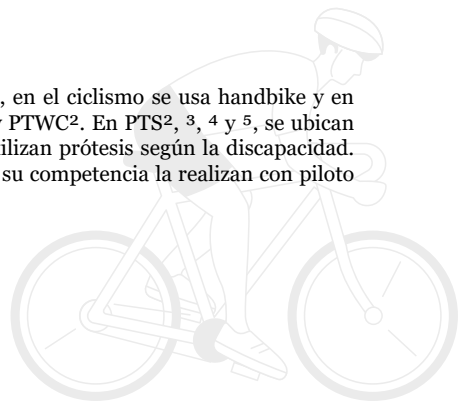 , en el ciclismo se usa handbike y en
PTWC². En PTS², ³, ⁴ y ⁵, se ubican
ilizan prótesis según la discapacidad.
su competencia la realizan con piloto